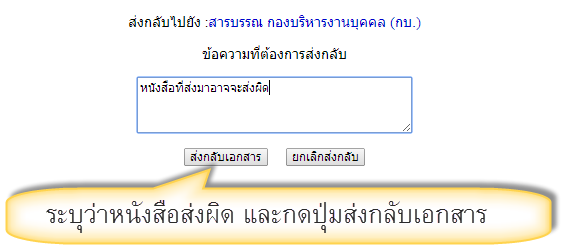 ส่งกลับไปยัง :สารบรรณ กองบริหารงานบุคคล (กบ.)
ข้อความที่ต้องการส่งกลับ
หนังสือที่ส่งมาอาจจะส่งผิด
ส่งกลับเอกสาร ยกเลิกส่งกลับ
ระบุว่าหนังสือส่งผิด และกดปุ่มส่งกลับเอกสาร